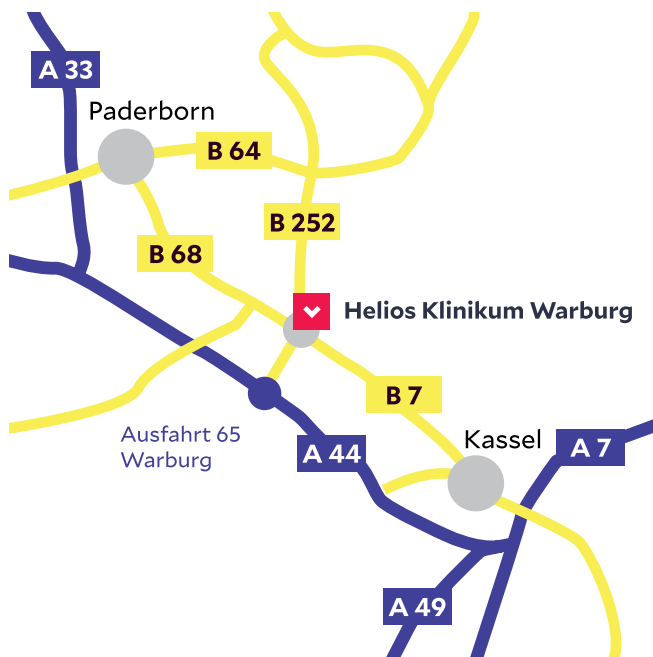 A 33
Paderborn
B 64
B 252
B 68
Helios Klinikum Warburg
B 7
Ausfahrt 65
Warburg
Kassel
A 7
A 44
A 49